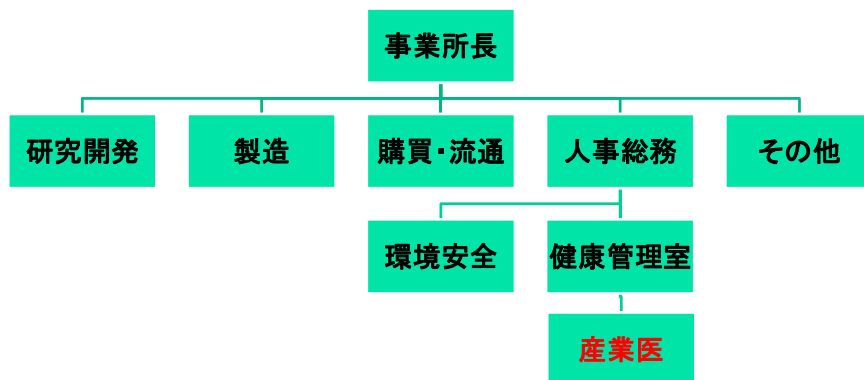 事業所長
研究開発
製造
購買・流通
人事総務
その他
環境安全
健康管理室
産業医